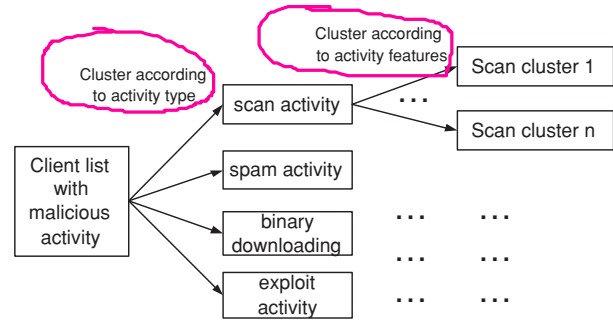 Cluster according
to activity type
Cluster according
to activity features
Scan cluster 1
scan activity
...
Scan cluster n
Client list
with
malicious
activity
spam activity
binary
downloading
... ...
... ...
exploit
activity
... ...